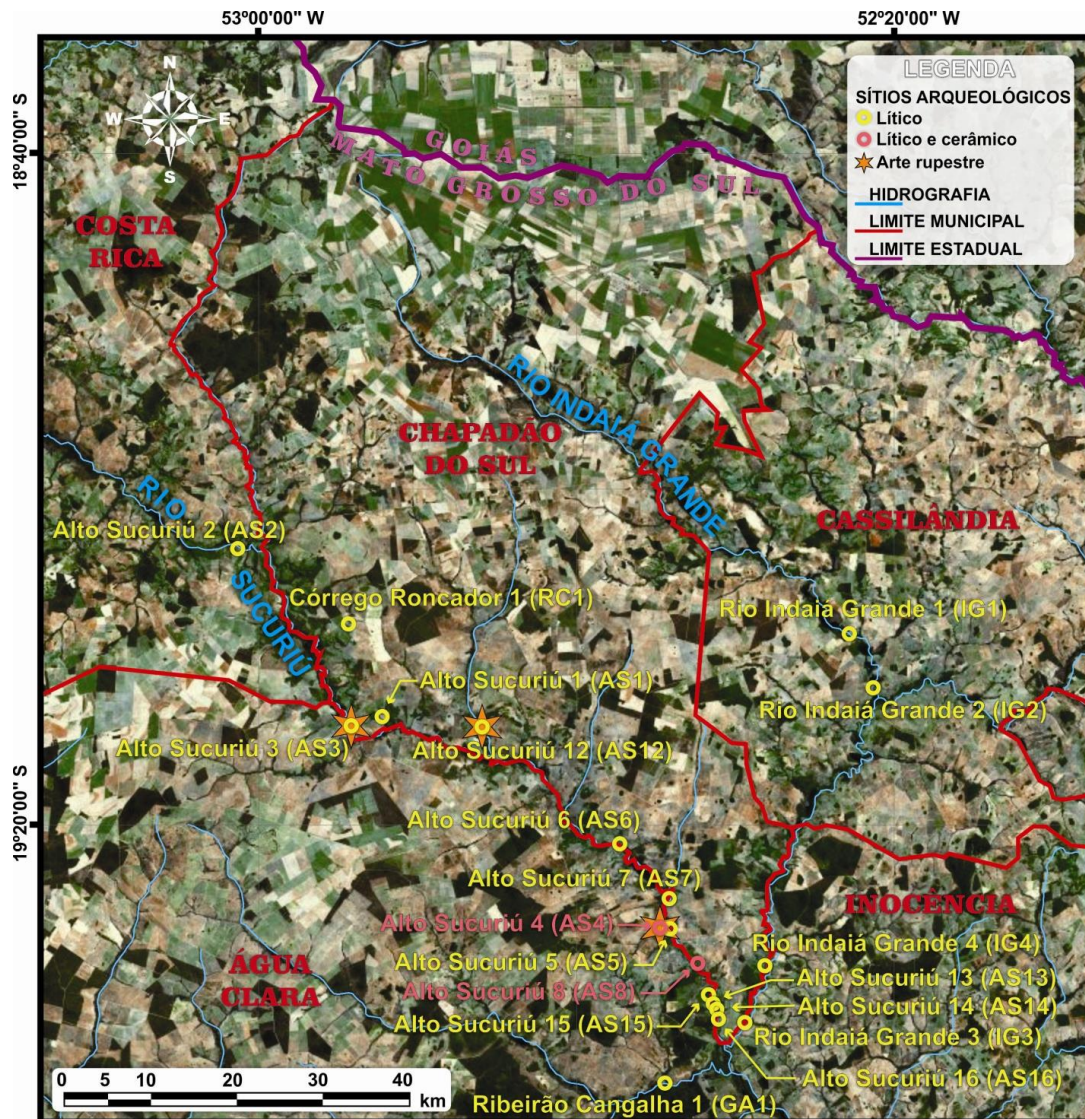 53°00'00" W
52°20'00" W
18°40'00" S
19°20'00" S
N
W
E
S
LEGENDA
SÍTIOS ARQUEOLÓGICOS
Lítico
Lítico e cerâmico
Arte rupestre
HIDROGRAFIA
LIMITE MUNICIPAL
LIMITE ESTADUAL
GOIÁS
MATO GROSSO DO SUL
COSTA
RICA
RIO INDAIÁ GRANDE
CHAPADÃO
DO SUL
CASSILÂNDIA
RIO
SUCURIÚ
Alto Sucuriú 2 (AS2)
Córrego Roncador 1 (RC1)
Rio Indaiá Grande 1 (IG1)
Alto Sucuriú 1 (AS1)
Rio Indaiá Grande 2 (IG2)
Alto Sucuriú 3 (AS3)
Alto Sucuriú 12 (AS12)
Alto Sucuriú 6 (AS6)
Alto Sucuriú 7 (AS7)
INOCÊNCIA
Alto Sucuriú 4 (AS4)
Rio Indaiá Grande 4 (IG4)
Alto Sucuriú 5 (AS5)
ÁGUA
CLARA
Alto Sucuriú 13 (AS13)
Alto Sucuriú 8 (AS8)
Alto Sucuriú 14 (AS14)
Alto Sucuriú 15 (AS15)
Rio Indaiá Grande 3 (IG3)
Alto Sucuriú 16 (AS16)
Ribeirão Cangalha 1 (GA1)
0 5 10 20 30 40
km